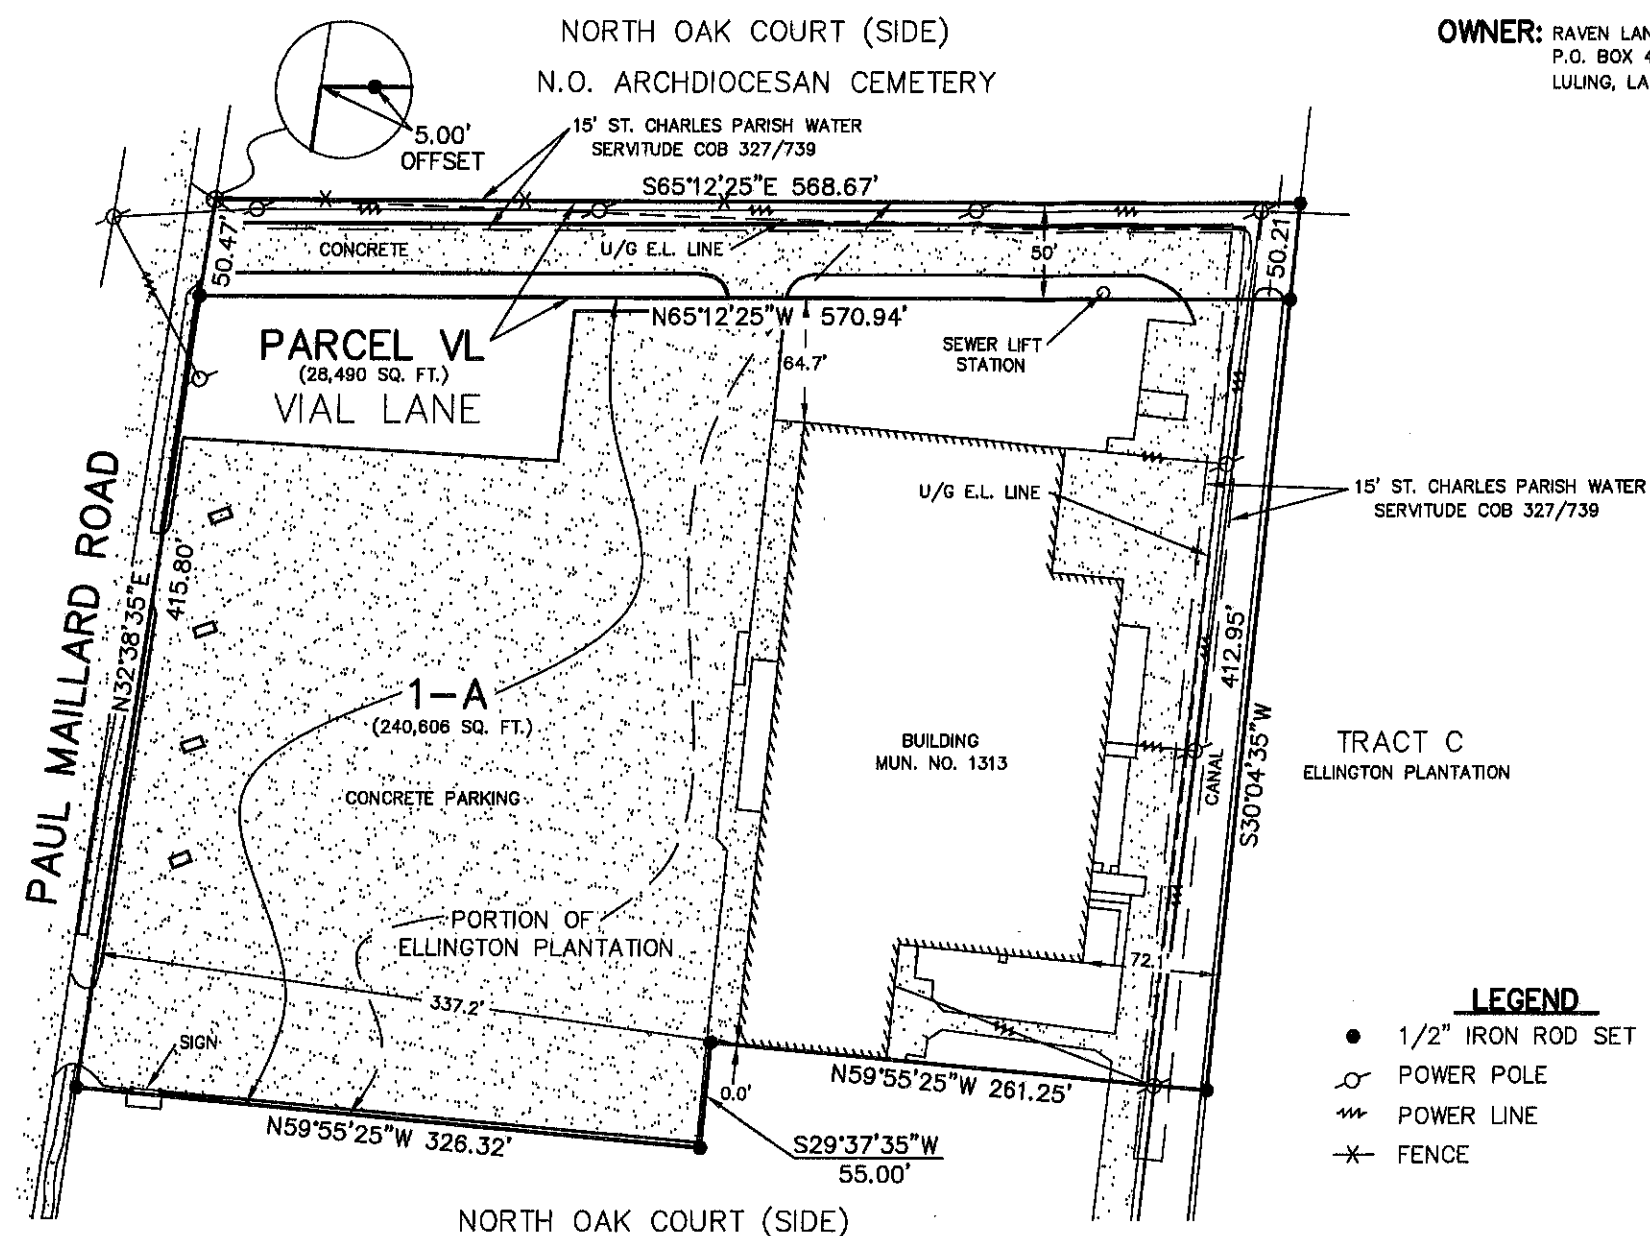 NORTH OAK COURT (SIDE)
N.O. ARCHDIOCESAN CEMETERY
OWNER: RAVEN LAN
P.O. BOX 4
LULING, LA
5.00'
OFFSET
15' ST. CHARLES PARISH WATER
SERVITUDE COB 327/739
S65°12'25"E 568.67'
50.47'
CONCRETE
U/G E.L. LINE
50'
50.21'
N65°12'25"W 570.94'
PARCEL VL
(28,490 SQ. FT.)
VIAL LANE
64.7'
SEWER LIFT
STATION
PAUL MAILLARD ROAD
N32°38'35"E
415.80'
U/G E.L. LINE
15' ST. CHARLES PARISH WATER
SERVITUDE COB 327/739
1-A
(240,606 SQ. FT.)
CONCRETE PARKING
BUILDING
MUN. NO. 1313
CANAL
412.95'
S30°04'35"W
TRACT C
ELLINGTON PLANTATION
PORTION OF
ELLINGTON PLANTATION
337.2'
72.
SIGN
0.0'
N59°55'25"W 326.32'
N59°55'25"W 261.25'
S29°37'35"W
55.00'
NORTH OAK COURT (SIDE)
LEGEND
1/2" IRON ROD SET
POWER POLE
POWER LINE
FENCE